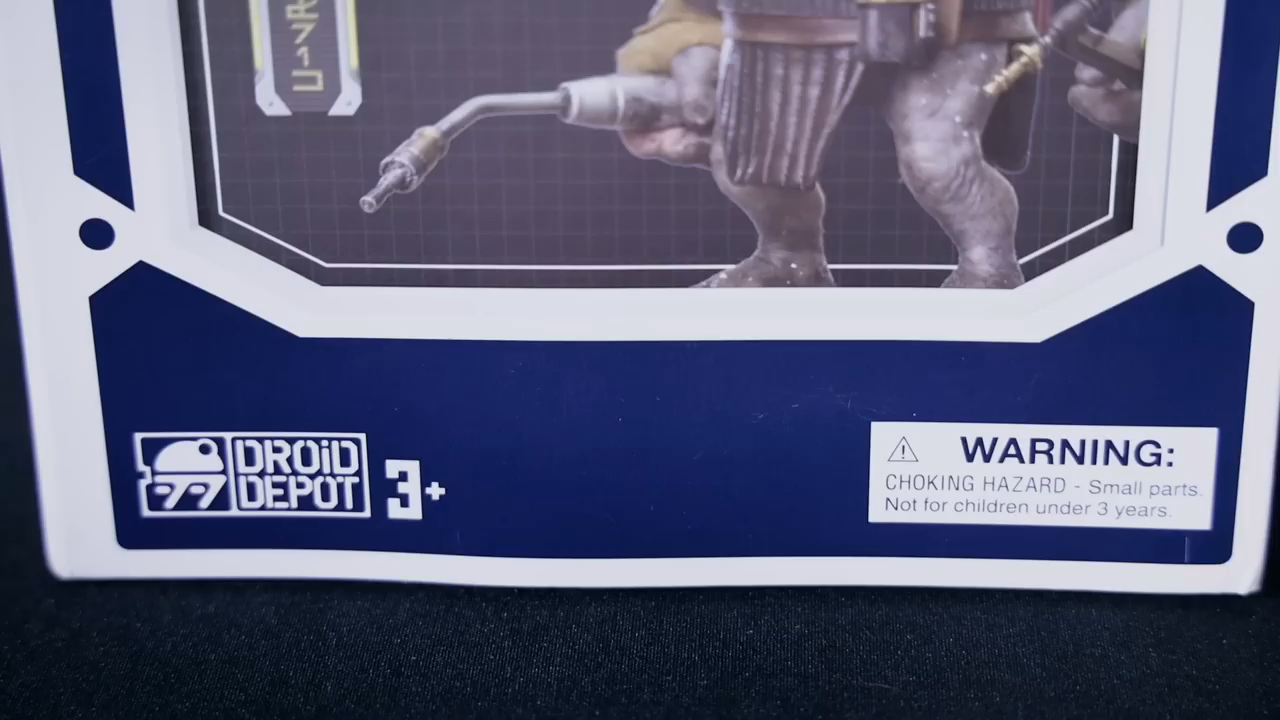 DROiD
DEPOT
3+
WARNING:
CHOKING HAZARD - Small parts.
Not for children under 3 years.